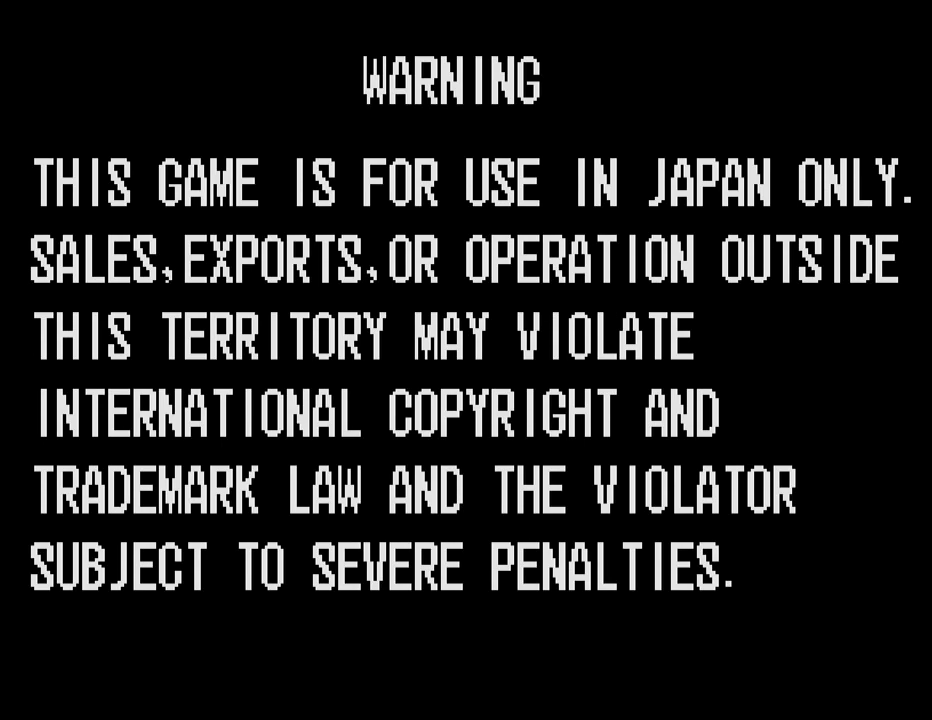 WARNING
THIS GAME IS FOR USE IN JAPAN ONLY.
SALES,EXPORTS,OR OPERATION OUTSIDE
THIS TERRITORY MAY VIOLATE
INTERNATIONAL COPYRIGHT AND
TRADEMARK LAW AND THE VIOLATOR
SUBJECT TO SEVERE PENALTIES.